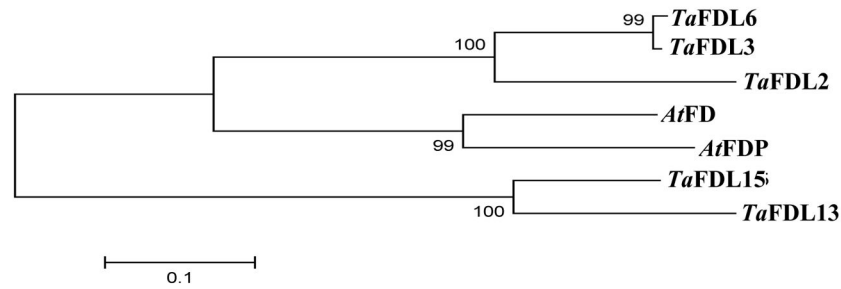 99 TaFDL6
TaFDL3
100
TaFDL2
AtFD
99 AtFDP
TaFDL15
100
TaFDL13
0.1